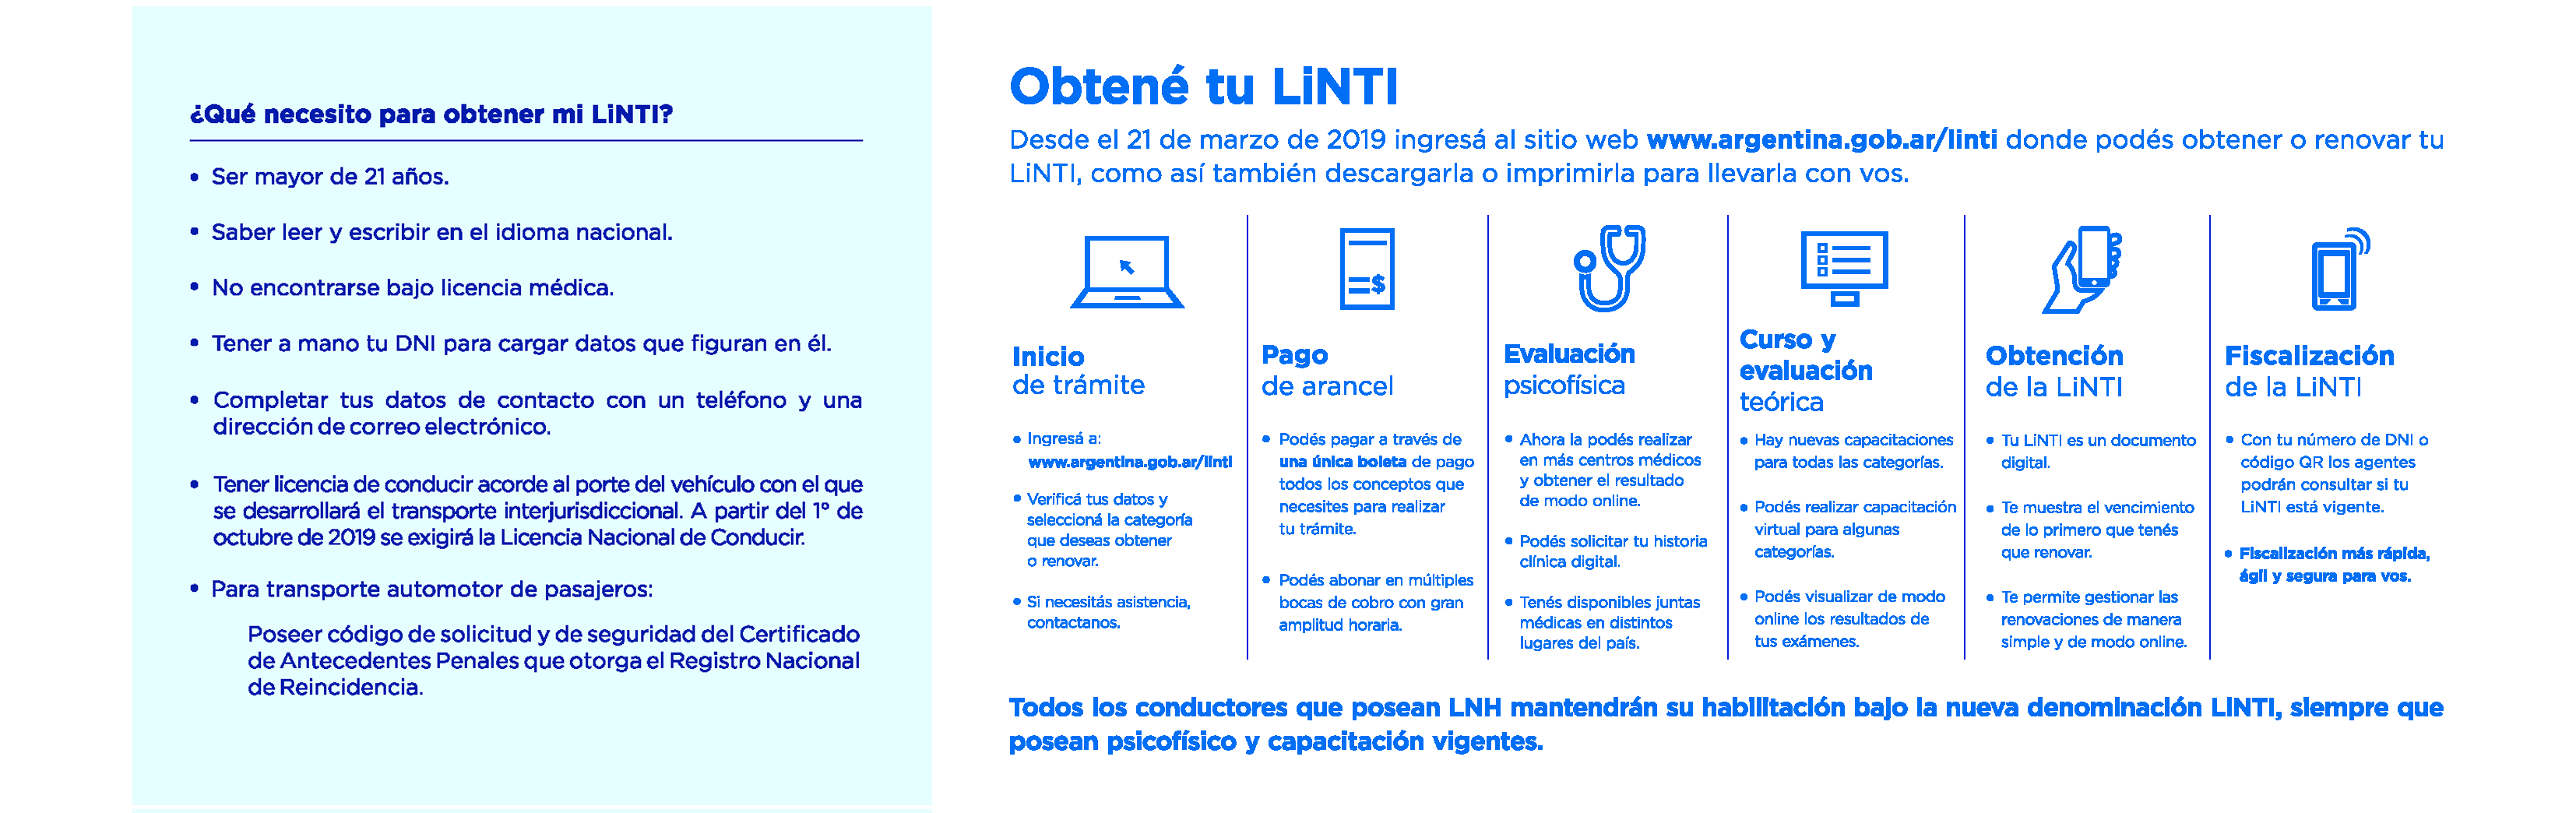 ¿Qué necesito para obtener mi LiNTI?
• Ser mayor de 21 años.
• Saber leer y escribir en el idioma nacional.
• No encontrarse bajo licencia médica.
• Tener a mano tu DNI para cargar datos que figuran en él.
• Completar tus datos de contacto con un teléfono y una
dirección de correo electrónico.
• Tener licencia de conducir acorde al porte del vehículo con el que
se desarrollará el transporte interjurisdiccional. A partir del 1° de
octubre de 2019 se exigirá la Licencia Nacional de Conducir.
• Para transporte automotor de pasajeros:
Poseer código de solicitud y de seguridad del Certificado
de Antecedentes Penales que otorga el Registro Nacional
de Reincidencia.
Obtené tu LiNTI
Desde el 21 de marzo de 2019 ingresá al sitio web www.argentina.gob.ar/linti donde podés obtener o renovar tu
LiNTI, como así también descargarla o imprimirla para llevarla con vos.
Inicio
de trámite
• Ingresá a:
www.argentina.gob.ar/linti
• Verificá tus datos y
seleccioná la categoría
que deseas obtener
o renovar.
• Si necesitás asistencia,
contactanos.
$
Pago
de arancel
• Podés pagar a través de
una única boleta de pago
todos los conceptos que
necesites para realizar
tu trámite.
• Podés abonar en múltiples
bocas de cobro con gran
amplitud horaria.
Evaluación
psicofísica
• Ahora la podés realizar
en más centros médicos
y obtener el resultado
de modo online.
• Podés solicitar tu historia
clínica digital.
• Tenés disponibles juntas
médicas en distintos
lugares del país.
Curso y
evaluación
teórica
• Hay nuevas capacitaciones
para todas las categorías.
• Podés realizar capacitación
virtual para algunas
categorías.
• Podés visualizar de modo
online los resultados de
tus exámenes.
Obtención
de la LiNTI
• Tu LiNTI es un documento
digital.
• Te muestra el vencimiento
de lo primero que tenés
que renovar.
• Te permite gestionar las
renovaciones de manera
simple y de modo online.
Fiscalización
de la LiNTI
• Con tu número de DNI o
código QR los agentes
podrán consultar si tu
LiNTI está vigente.
• Fiscalización más rápida,
ágil y segura para vos.
Todos los conductores que posean LNH mantendrán su habilitación bajo la nueva denominación LiNTI, siempre que
posean psicofísico y capacitación vigentes.